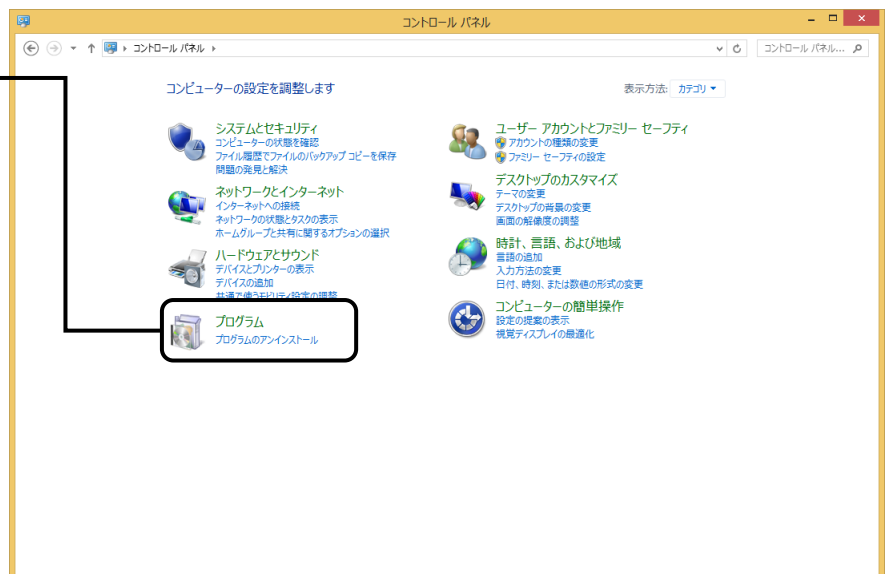 コントロール パネル
コントロール パネル
コントロール パネル...
コンピューターの設定を調整します
表示方法: カテゴリ
システムとセキュリティ
コンピューターの状態を確認
ファイル履歴でファイルのバックアップ コピーを保存
問題の発見と解決
ネットワークとインターネット
インターネットへの接続
ネットワークの状態とタスクの表示
ホームグループと共有に関するオプションの選択
ハードウェアとサウンド
デバイスとプリンターの表示
デバイスの追加
共通で使うモビリティ設定の調整
プログラム
プログラムのアンインストール
ユーザー アカウントとファミリー セーフティ
アカウントの種類の変更
ファミリー セーフティの設定
デスクトップのカスタマイズ
テーマの変更
デスクトップの背景の変更
画面の解像度の調整
時計、言語、および地域
言語の追加
入力方法の変更
日付、時刻、または数値の形式の変更
コンピューターの簡単操作
設定の提案の表示
視覚ディスプレイの最適化